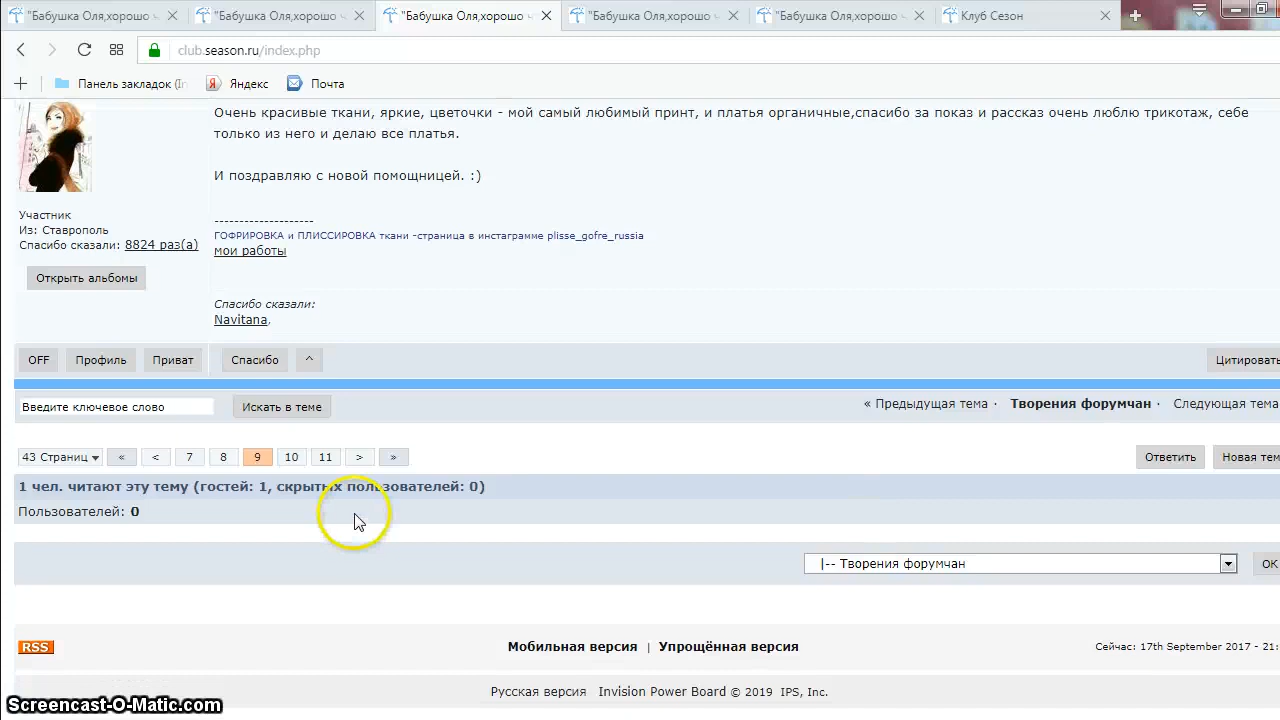 "Бабушка Оля,хорошо ч "Бабушка Оля,хорошо ч "Бабушка Оля,хорошо ч "Бабушка Оля,хорошо ч "Бабушка Оля,хорошо ч Клуб Сезон
club.season.ru/index.php
Панель закладок (Ir Яндекс Почта
Очень красивые ткани, яркие, цветочки - мой самый любимый принт, и платья органичные,спасибо за показ и рассказ очень люблю трикотаж, себе
только из него и делаю все платья.
И поздравляю с новой помощницей. :)
Участник
Из: Ставрополь
Спасибо сказали: 8824 раз(а)
Открыть альбомы
--------------------
ГОФРИРОВКА и ПЛИССИРОВКА ткани -страница в инстаграмме plisse_gofre_russia
мои работы
Спасибо сказали:
Navitana,
OFF Профиль Приват Спасибо ^ Цитировать
Введите ключевое слово Искать в теме « Предыдущая тема · Творения форумчан · Следующая тема
43 Страниц « < 7 8 9 10 11 > » Ответить Новая тем
1 чел. читают эту тему (гостей: 1, скрытых пользователей: 0)
Пользователей: 0
|-- Творения форумчан OK
RSS Мобильная версия | Упрощённая версия Сейчас: 17th September 2017 - 21:
Русская версия Invision Power Board © 2019 IPS, Inc.
Screencast-O-Matic.com